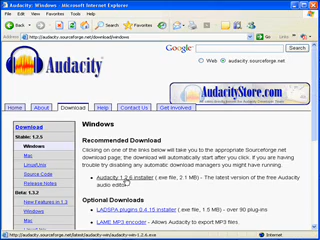 Audacity: Windows - Microsoft Internet Explorer
File Edit View Favorites Tools Help
Back Search Favorites
Address http://audacity.sourceforge.net/download/windows Go Links
Google Search
Web audacity.sourceforge.net
Audacity
AudacityStore.com
Home About Download Help Contact Us Get Involved
Download
Stable: 1.2.6
Windows
Mac
Linux/Unix
Source Code
Release Notes
Beta: 1.3.2
New Features in 1.3
Windows
Mac
Windows
Recommended Download
Clicking on one of the links below will take you to the appropriate Sourceforge.net
download page; the download will automatically start after you click. If you are having
trouble try disabling any automatic download managers you might have running.
Audacity 1.2.6 installer (.exe file, 2.1 MB) - The latest version of the free Audacity
audio editor.
Optional Downloads
LADSPA plugins 0.4.15 installer (.exe file, 1.5 MB) - over 90 plug-ins
LAME MP3 encoder - Allows Audacity to export MP3 files.
http://audacity.sourceforge.net/latest/audacity-win/audacity-win-1.2.6.exe